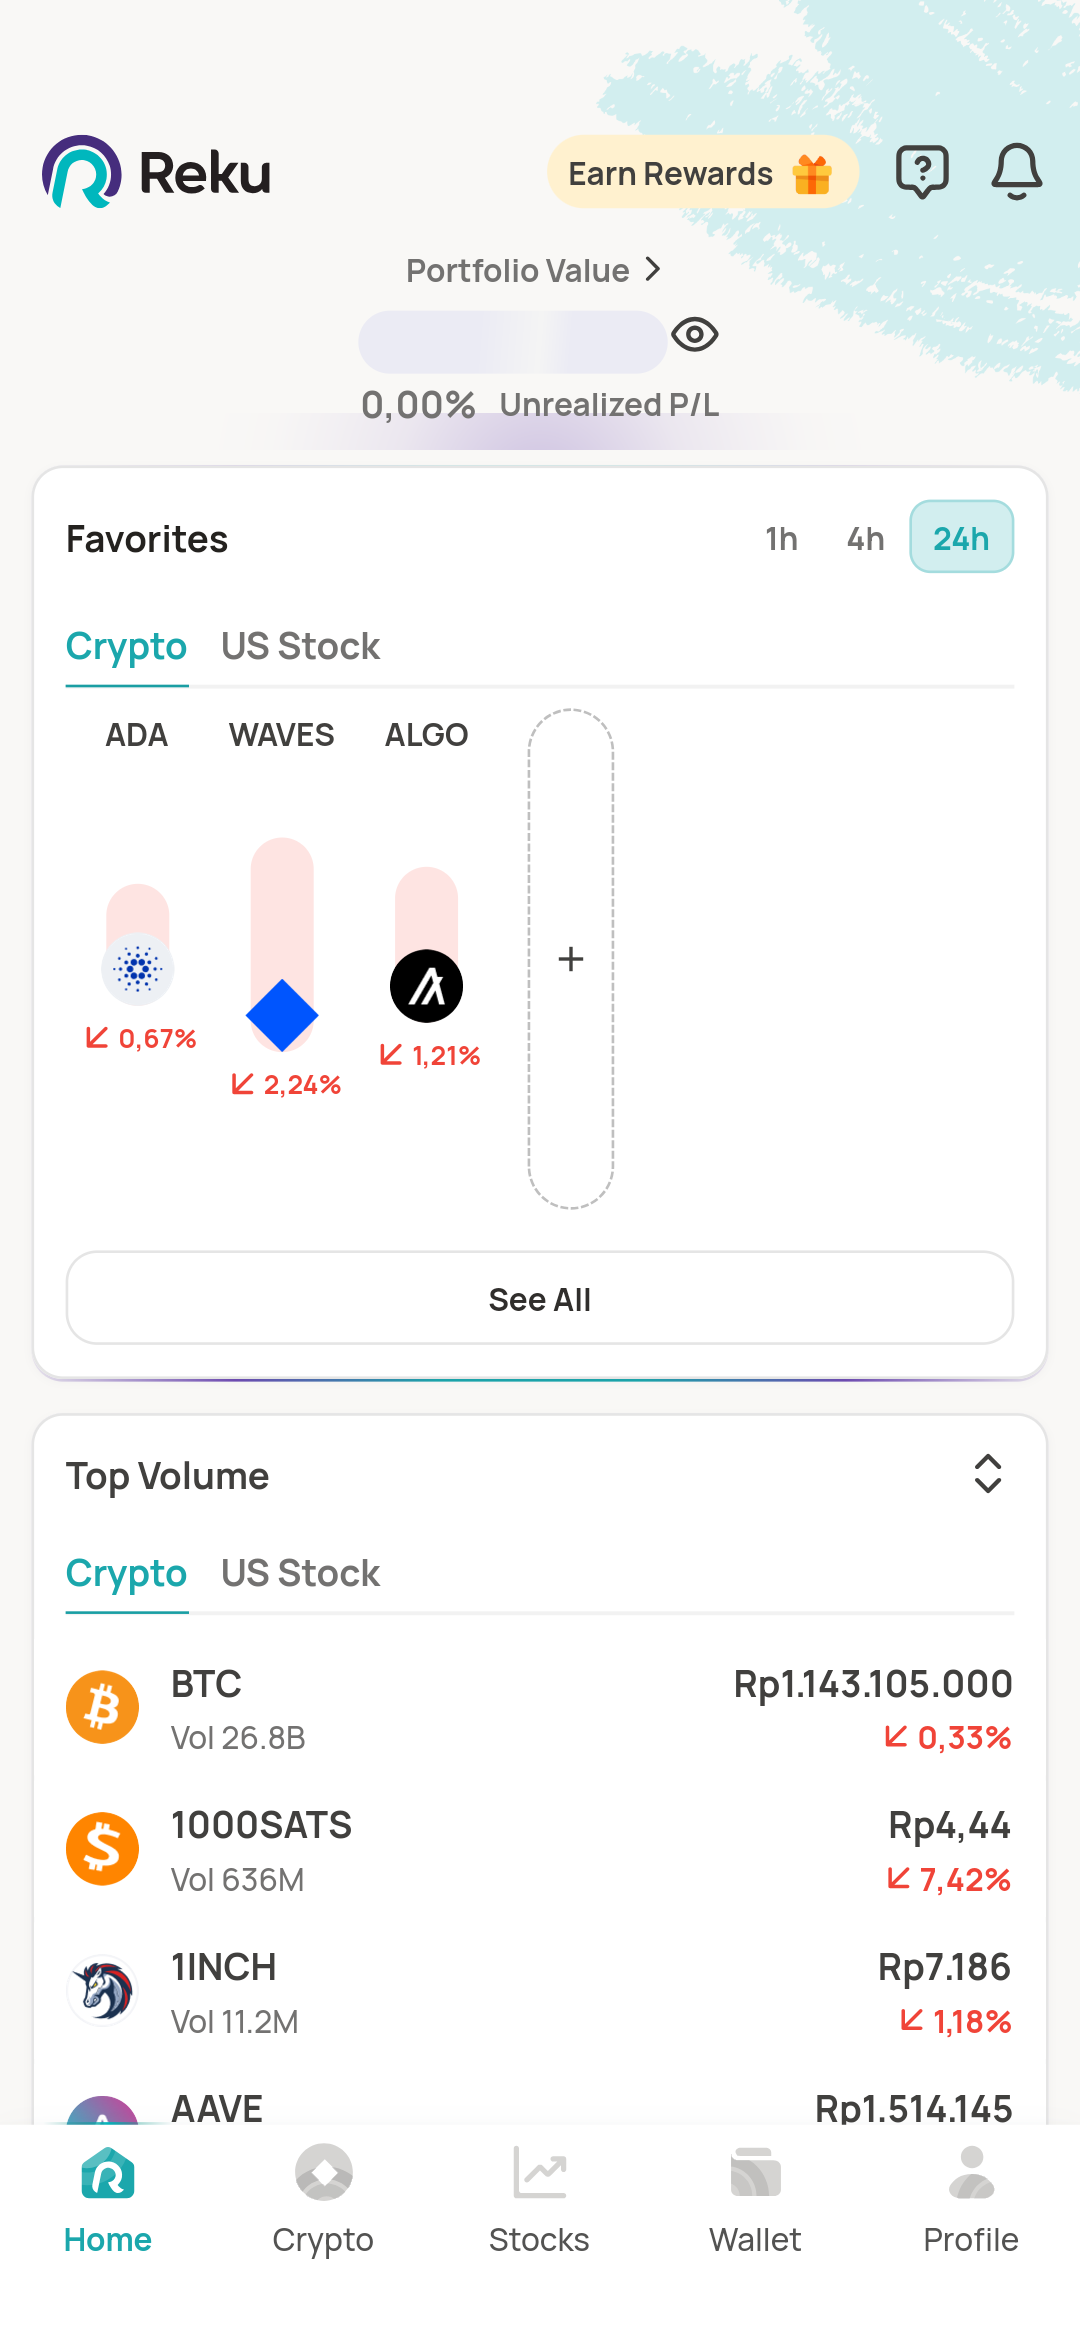 Reku
Earn Rewards
Portfolio Value
0,00% Unrealized P/L
Favorites
1h 4h 24h
Crypto US Stock
ADA WAVES ALGO
0,67%
2,24%
1,21%
See All
Top Volume
Crypto US Stock
BTC Rp1.143.105.000
Vol 26.8B 0,33%
1000SATS Rp4,44
Vol 636M 7,42%
1INCH Rp7.186
Vol 11.2M 1,18%
AAVE Rp1.514.145
Home Crypto Stocks Wallet Profile